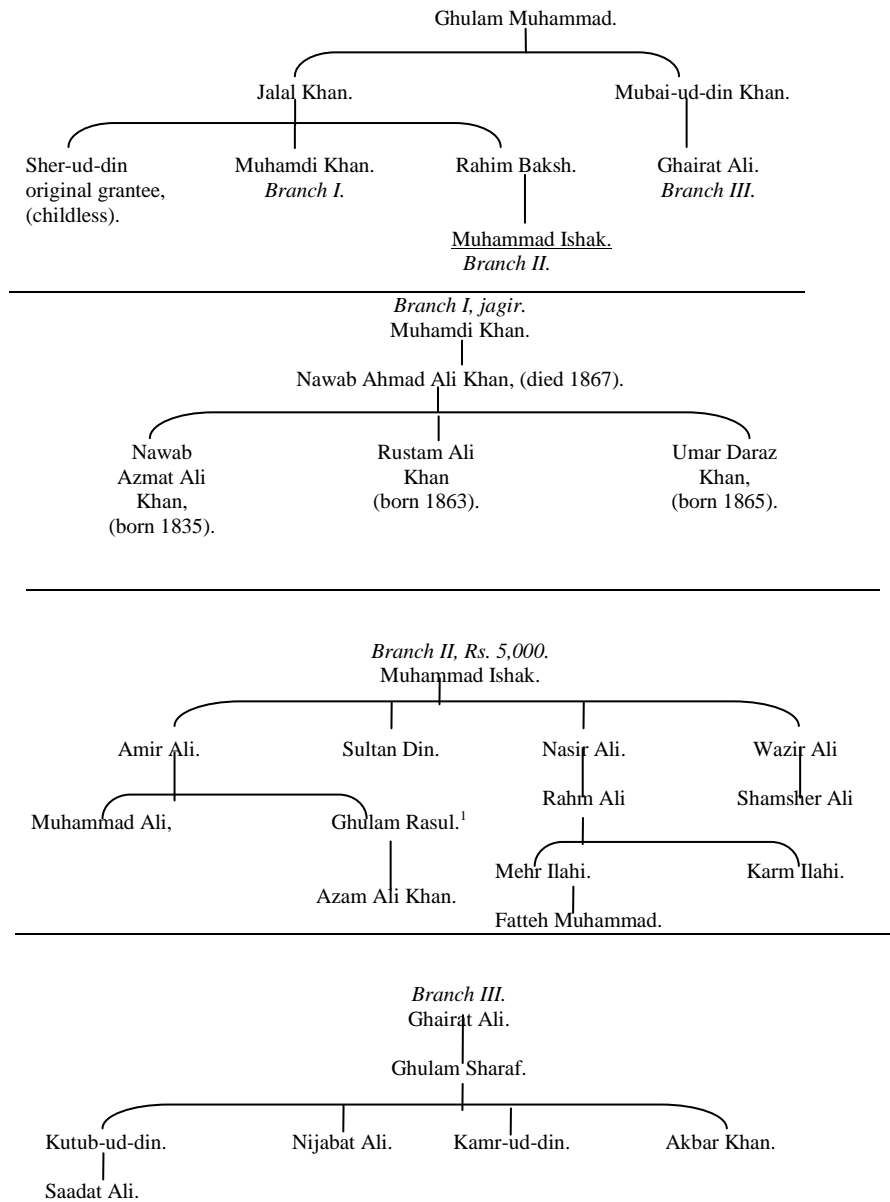 Ghulam Muhammad.
Jalal Khan. Mubai-ud-din Khan.
Sher-ud-din Muhamdi Khan. Rahim Baksh. Ghairat Ali.
original grantee, Branch I. Branch III.
(childless).
Muhammad Ishak.
Branch II.
Branch I, jagir.
Muhamdi Khan.
Nawab Ahmad Ali Khan, (died 1867).
Nawab Rustam Ali Umar Daraz
Azmat Ali Khan Khan,
Khan, (born 1863). (born 1865).
(born 1835).
Branch II, Rs. 5,000.
Muhammad Ishak.
Amir Ali. Sultan Din. Nasir Ali. Wazir Ali
Rahm Ali Shamsher Ali
Muhammad Ali, Ghulam Rasul.1
Mehr Ilahi. Karm Ilahi.
Azam Ali Khan.
Fatteh Muhammad.
Branch III.
Ghairat Ali.
Ghulam Sharaf.
Kutub-ud-din. Nijabat Ali. Kamr-ud-din. Akbar Khan.
Saadat Ali.